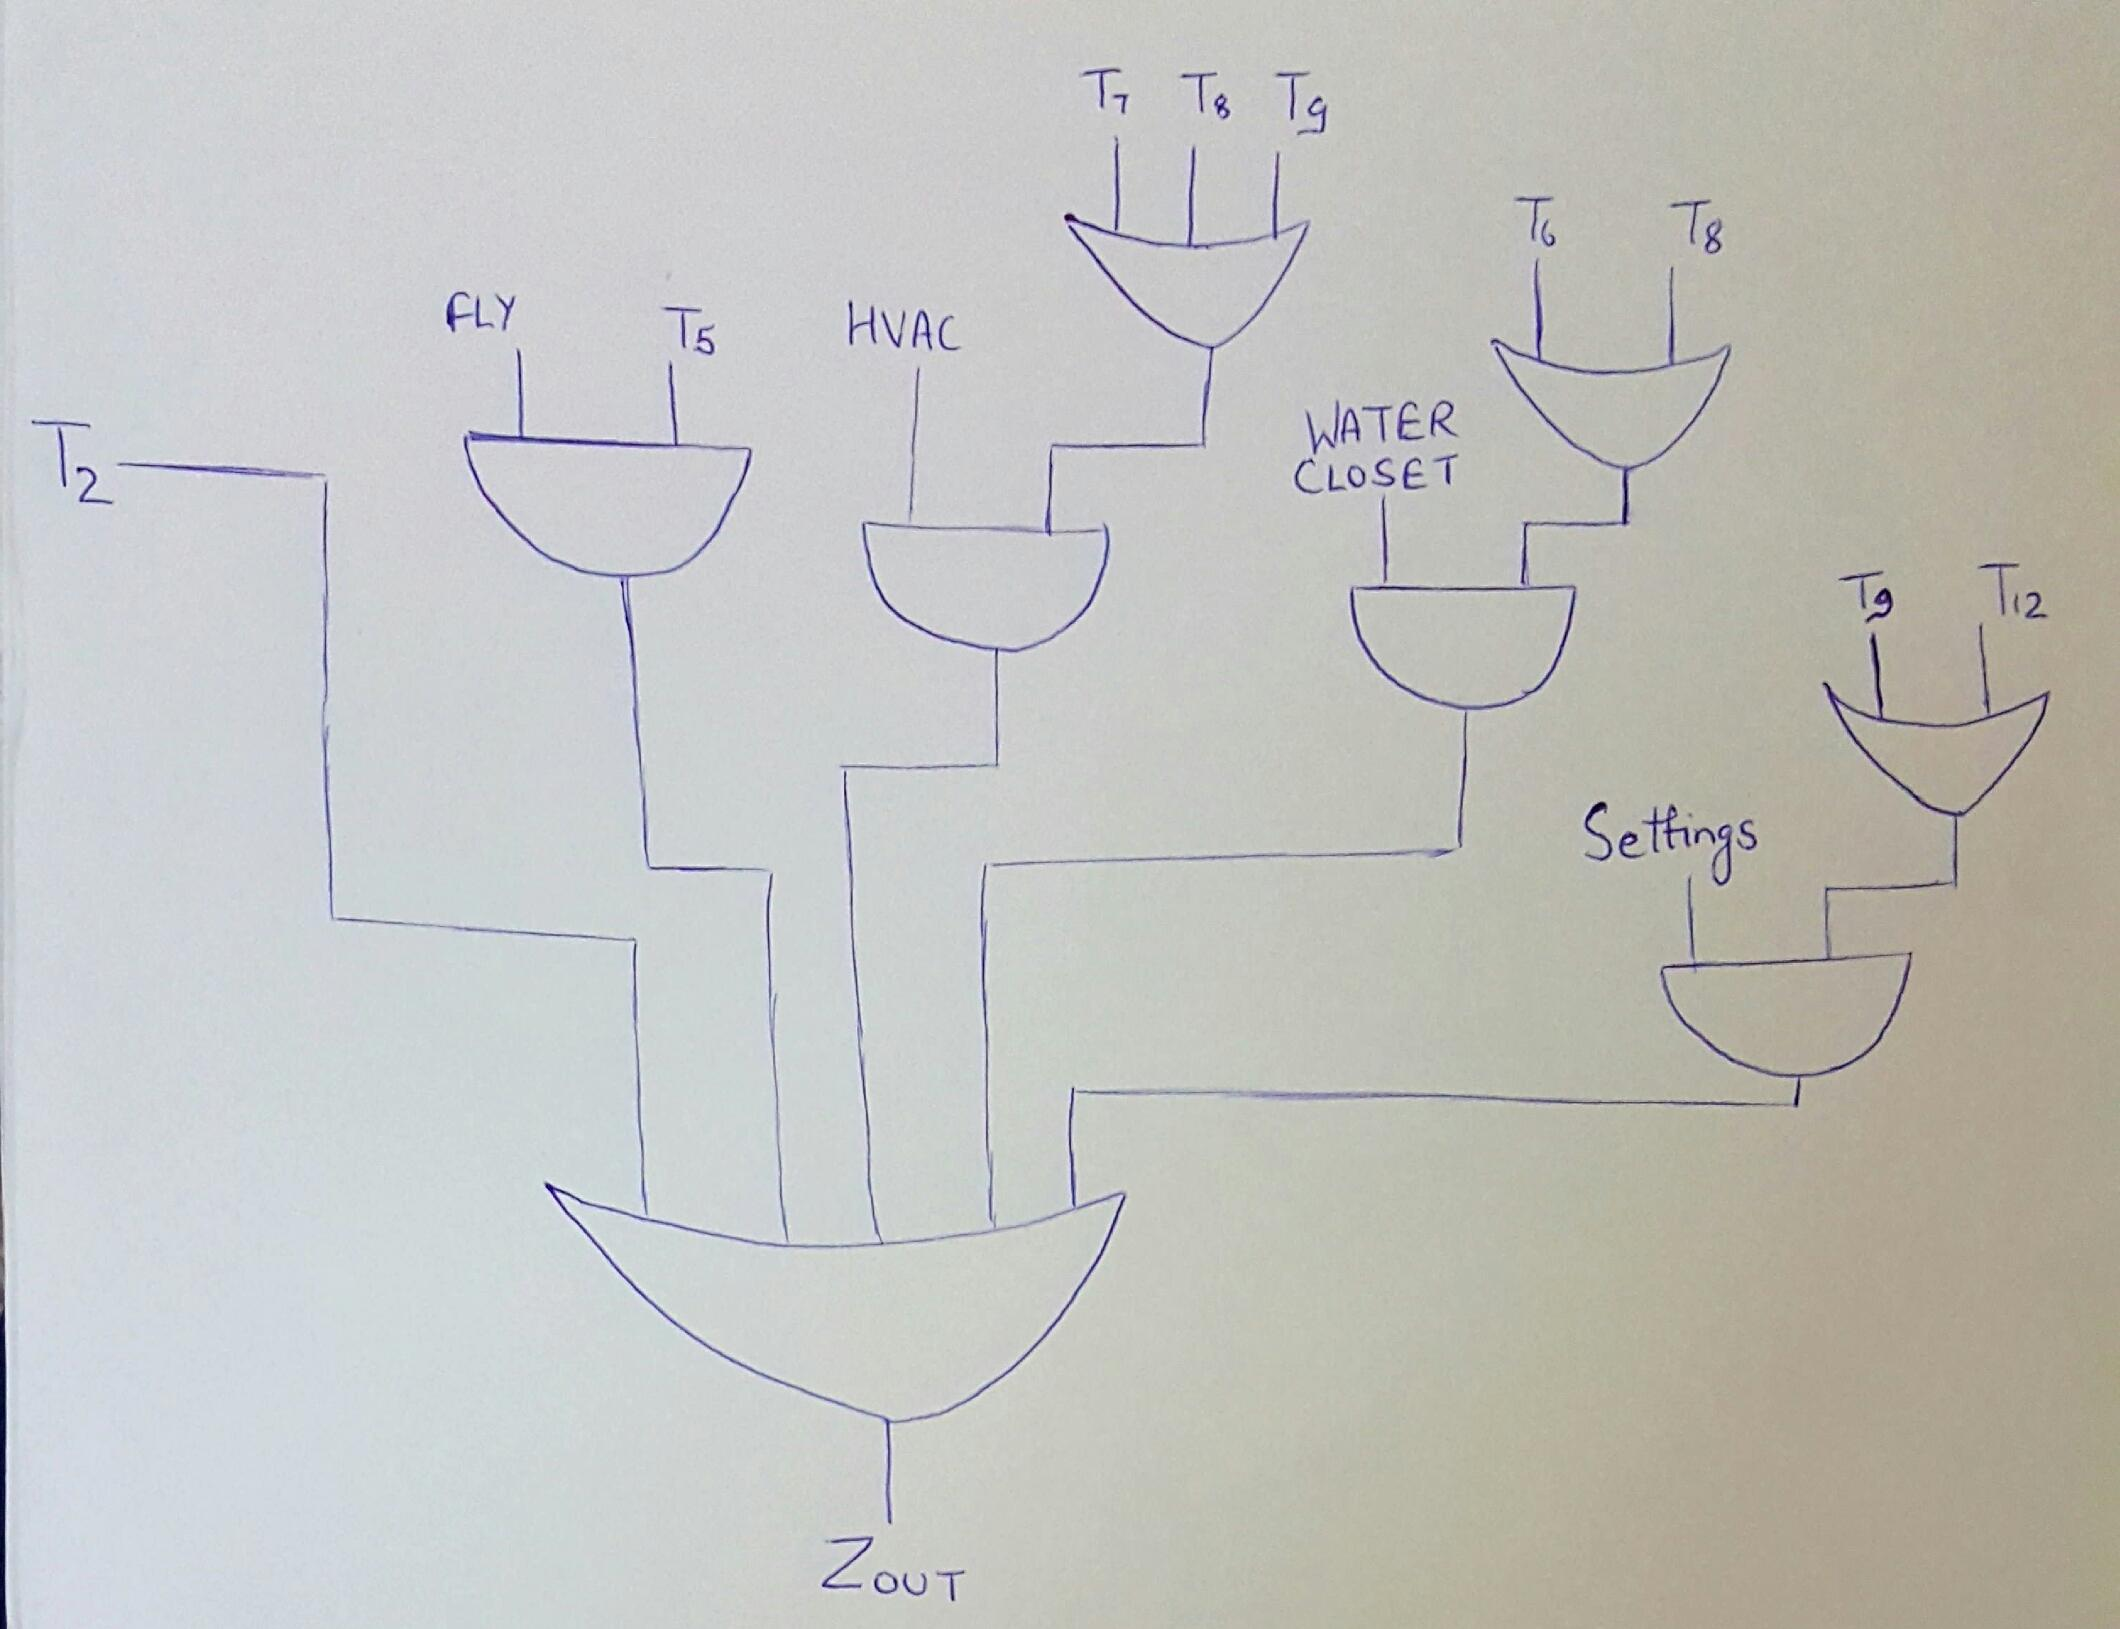 T7 T8 T9
T6 T8
FLY T5 HVAC
WATER
CLOSET
T2
T9 T12
Settings
ZOUT